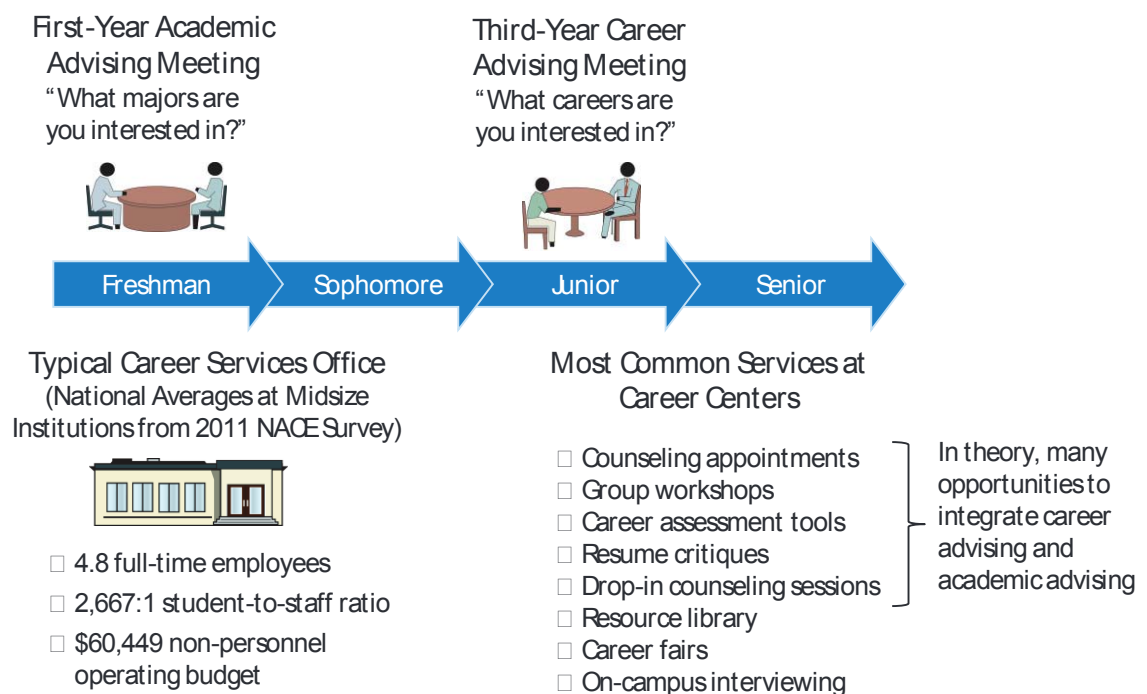 First-Year Academic
Advising Meeting
“What majors are
you interested in?”
Third-Year Career
Advising Meeting
“What careers are
you interested in?”
Freshman
Sophomore
Junior
Senior
Typical Career Services Office
(National Averages at Midsize
Institutions from 2011 NACE Survey)
□ 4.8 full-time employees
□ 2,667:1 student-to-staff ratio
□ $60,449 non-personnel
operating budget
Most Common Services at
Career Centers
□ Counseling appointments
□ Group workshops
□ Career assessment tools
□ Resume critiques
□ Drop-in counseling sessions
□ Resource library
□ Career fairs
□ On-campus interviewing
In theory, many
opportunities to
integrate career
advising and
academic advising